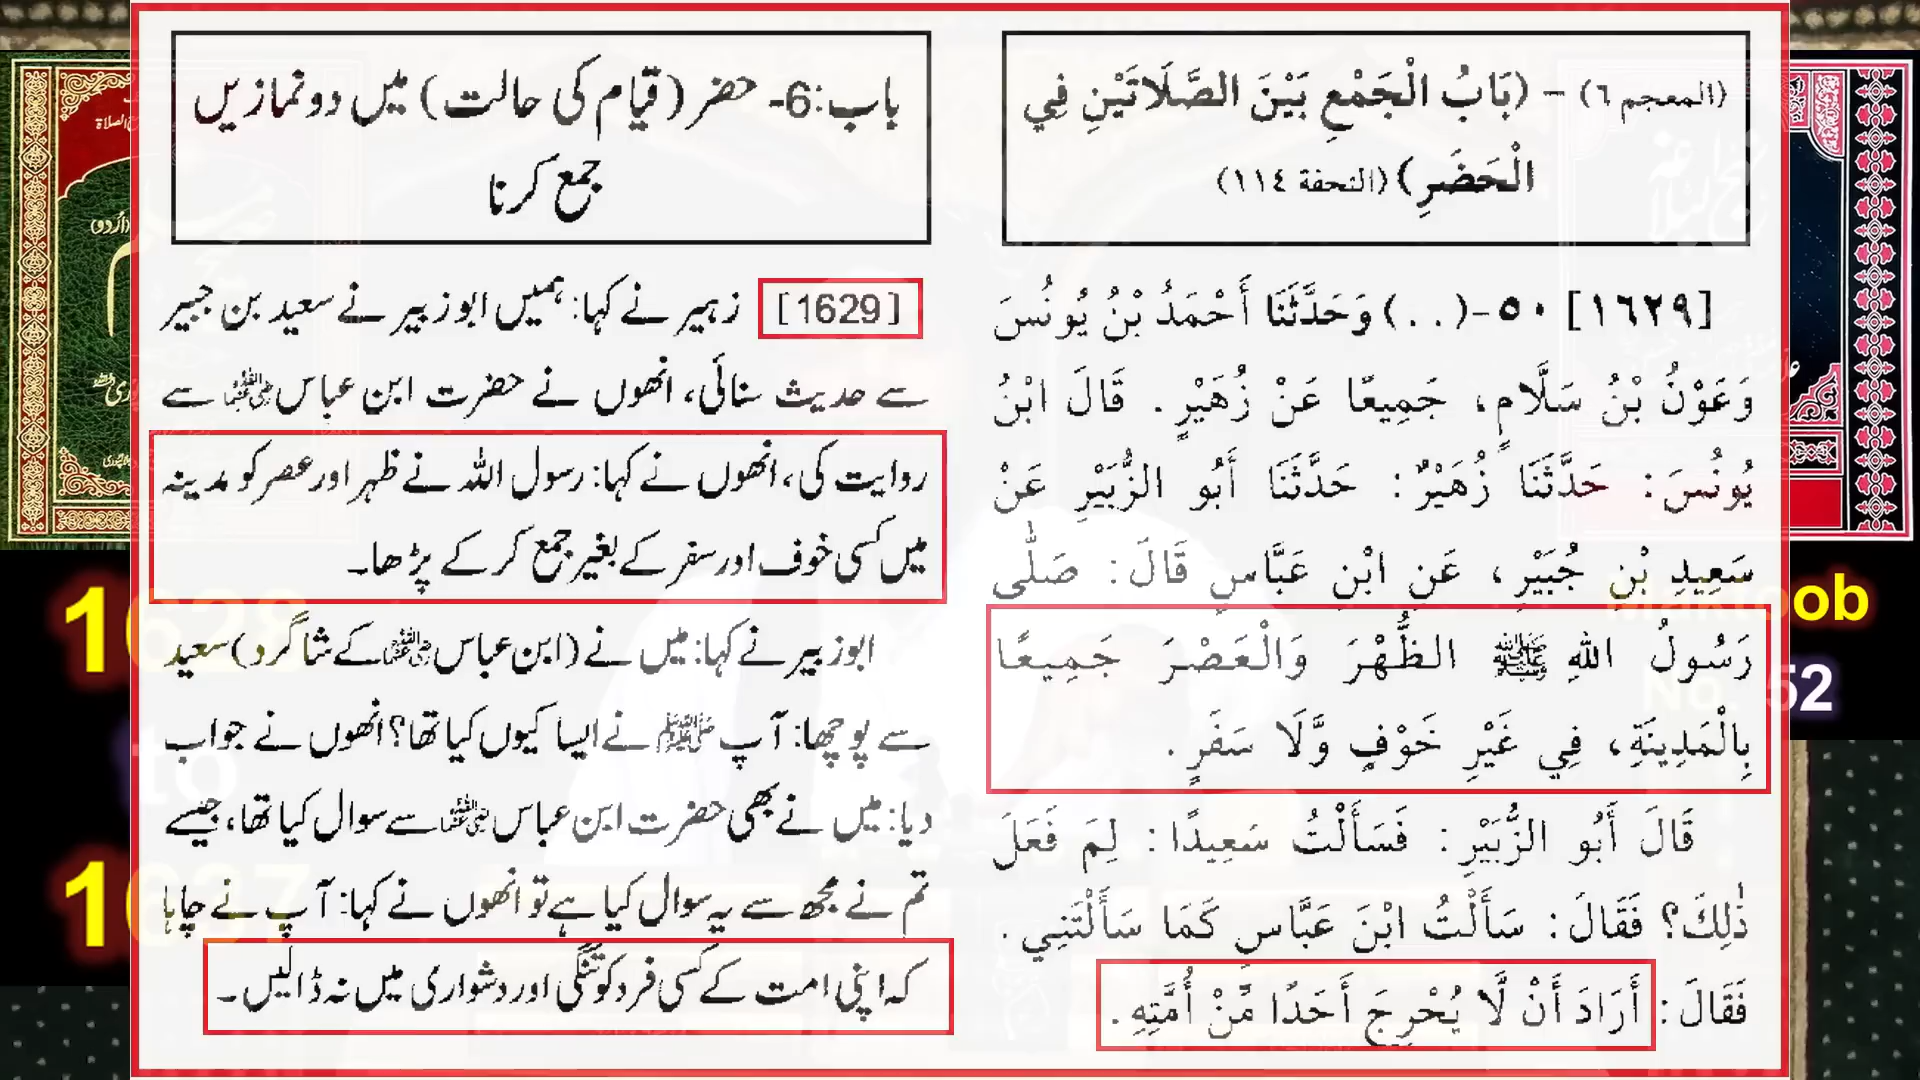 (المعجم ٦) - (بَابُ الْجَمْعِ بَيْنَ الصَّلَاتَيْنِ فِي
الْحَضَرِ) (التحفة ١١٤)
[١٦٢٩] ٥٠-(..) وَحَدَّثَنَا أَحْمَدُ بْنُ يُونُسَ
وَعَوْنُ بْنُ سَلَّامٍ، جَمِيعًا عَنْ زُهَيْرٍ. قَالَ ابْنُ
يُونُسَ: حَدَّثَنَا زُهَيْرٌ: حَدَّثَنَا أَبُو الزُّبَيْرِ عَنْ
سَعِيدِ بْنِ جُبَيْرٍ، عَنِ ابْنِ عَبَّاسٍ قَالَ: صَلَّى
رَسُولُ اللهِ ﷺ الظُّهْرَ وَالْعَصْرَ جَمِيعًا
بِالْمَدِينَةِ، فِي غَيْرِ خَوْفٍ وَّلَا سَفَرٍ.
قَالَ أَبُو الزُّبَيْرِ: فَسَأَلْتُ سَعِيدًا: لِمَ فَعَلَ
ذٰلِكَ؟ فَقَالَ: سَأَلْتُ ابْنَ عَبَّاسٍ كَمَا سَأَلْتَنِي.
فَقَالَ: أَرَادَ أَنْ لَّا يُحْرِجَ أَحَدًا مِّنْ أُمَّتِهِ.
باب:6- حضر (قیام کی حالت) میں دو نمازیں
جمع کرنا
[1629] زہیر نے کہا: ہمیں ابوزبیر نے سعید بن جبیر
سے حدیث سنائی، انھوں نے حضرت ابن عباس رضی اللہ عنہما سے
روایت کی، انھوں نے کہا: رسول اللہ نے ظہر اور عصر کو مدینہ
میں کسی خوف اور سفر کے بغیر جمع کر کے پڑھا۔
ابوزبیر نے کہا: میں نے (ابن عباس رضی اللہ عنہما کے شاگرد) سعید
سے پوچھا: آپ ﷺ نے ایسا کیوں کیا تھا؟ انھوں نے جواب
دیا: میں نے بھی حضرت ابن عباس رضی اللہ عنہما سے سوال کیا تھا، جیسے
تم نے مجھ سے یہ سوال کیا ہے تو انھوں نے کہا: آپ نے چاہا
کہ اپنی امت کے کسی فرد کو تنگی اور دشواری میں نہ ڈالیں۔
1628
to
1637
Maktoob
No. 52